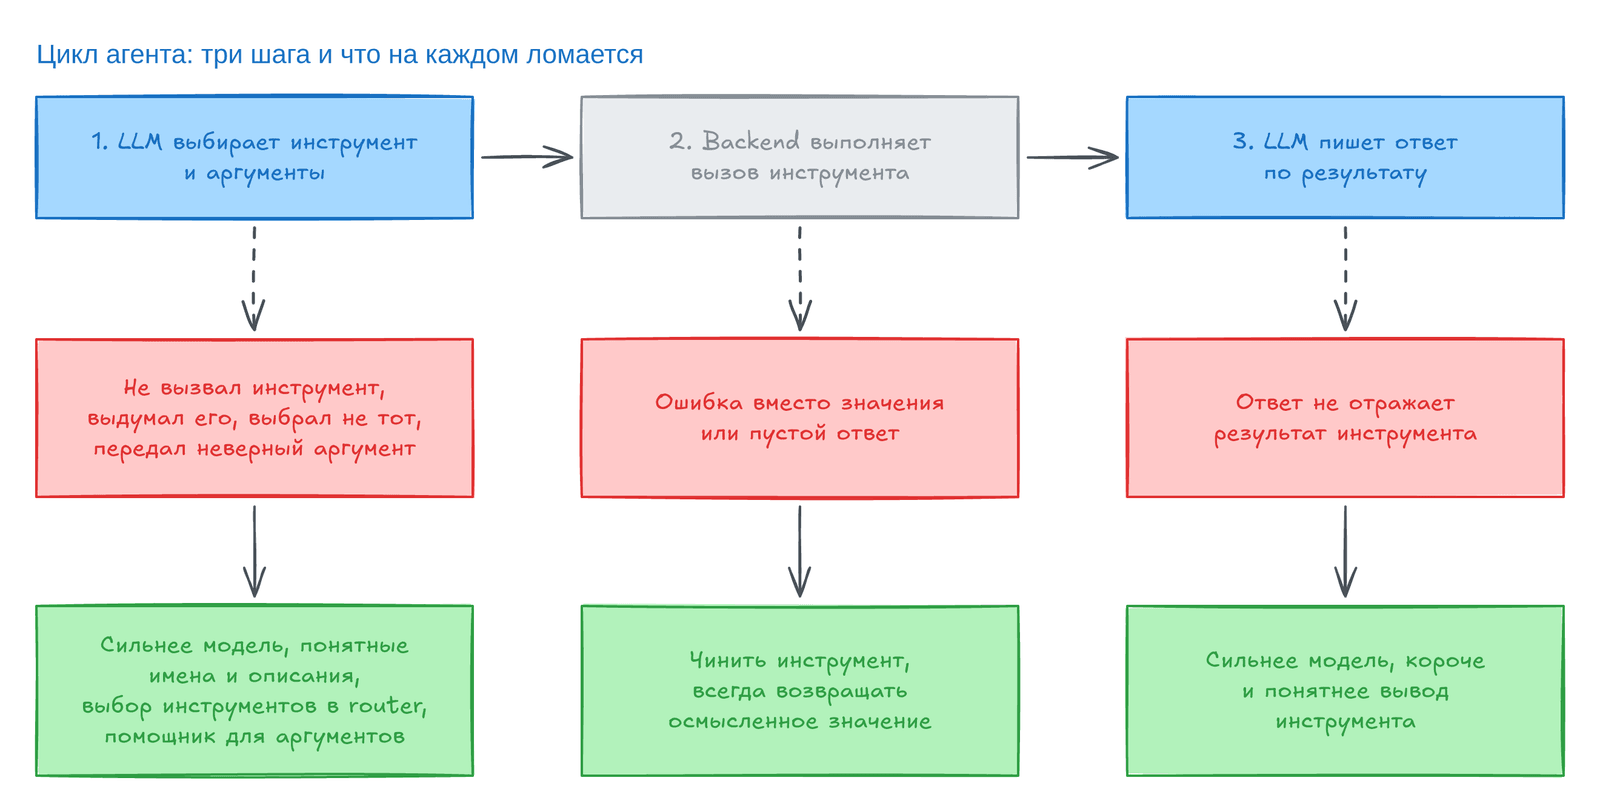 Цикл агента: три шага и что на каждом ломается
1. LLM выбирает инструмент
и аргументы
2. Backend выполняет
вызов инструмента
3. LLM пишет ответ
по результату
Не вызвал инструмент,
выдумал его, выбрал не тот,
передал неверный аргумент
Ошибка вместо значения
или пустой ответ
Ответ не отражает
результат инструмента
Сильнее модель, понятные
имена и описания,
выбор инструментов в router,
помощник для аргументов
Чинить инструмент,
всегда возвращать
осмысленное значение
Сильнее модель, короче
и понятнее вывод
инструмента